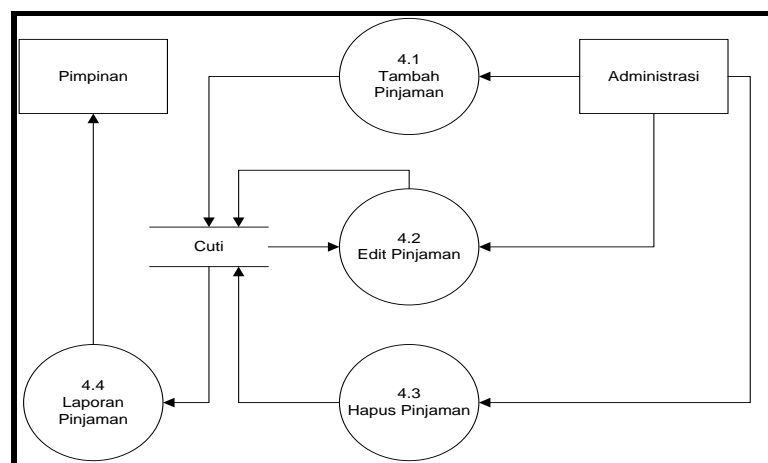 Pimpinan
4.1
Tambah
Pinjaman
Administrasi
Cuti
4.2
Edit Pinjaman
4.4
Laporan
Pinjaman
4.3
Hapus Pinjaman